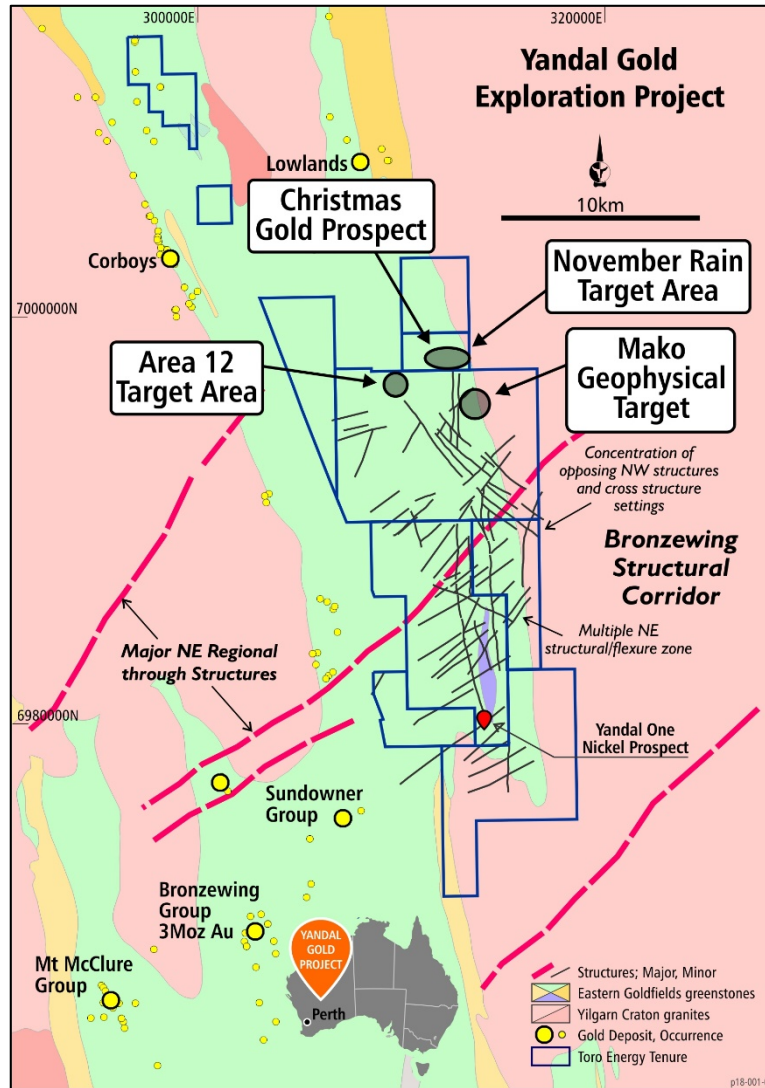 300000E
320000E
Yandal Gold
Exploration Project
10km
Lowlands
Christmas
Gold Prospect
Corboys
November Rain
Target Area
7000000N
Area 12
Target Area
Mako
Geophysical
Target
Concentration of
opposing NW structures
and cross structure
settings
Bronzewing
Structural
Corridor
Major NE Regional
through Structures
Multiple NE
structural/flexure zone
6980000N
Yandal One
Nickel Prospect
Sundowner
Group
Bronzewing
Group
3Moz Au
YANDAL
GOLD
PROJECT
Mt McClure
Group
Perth
Structures; Major, Minor
Eastern Goldfields greenstones
Yilgarn Craton granites
Gold Deposit, Occurrence
Toro Energy Tenure